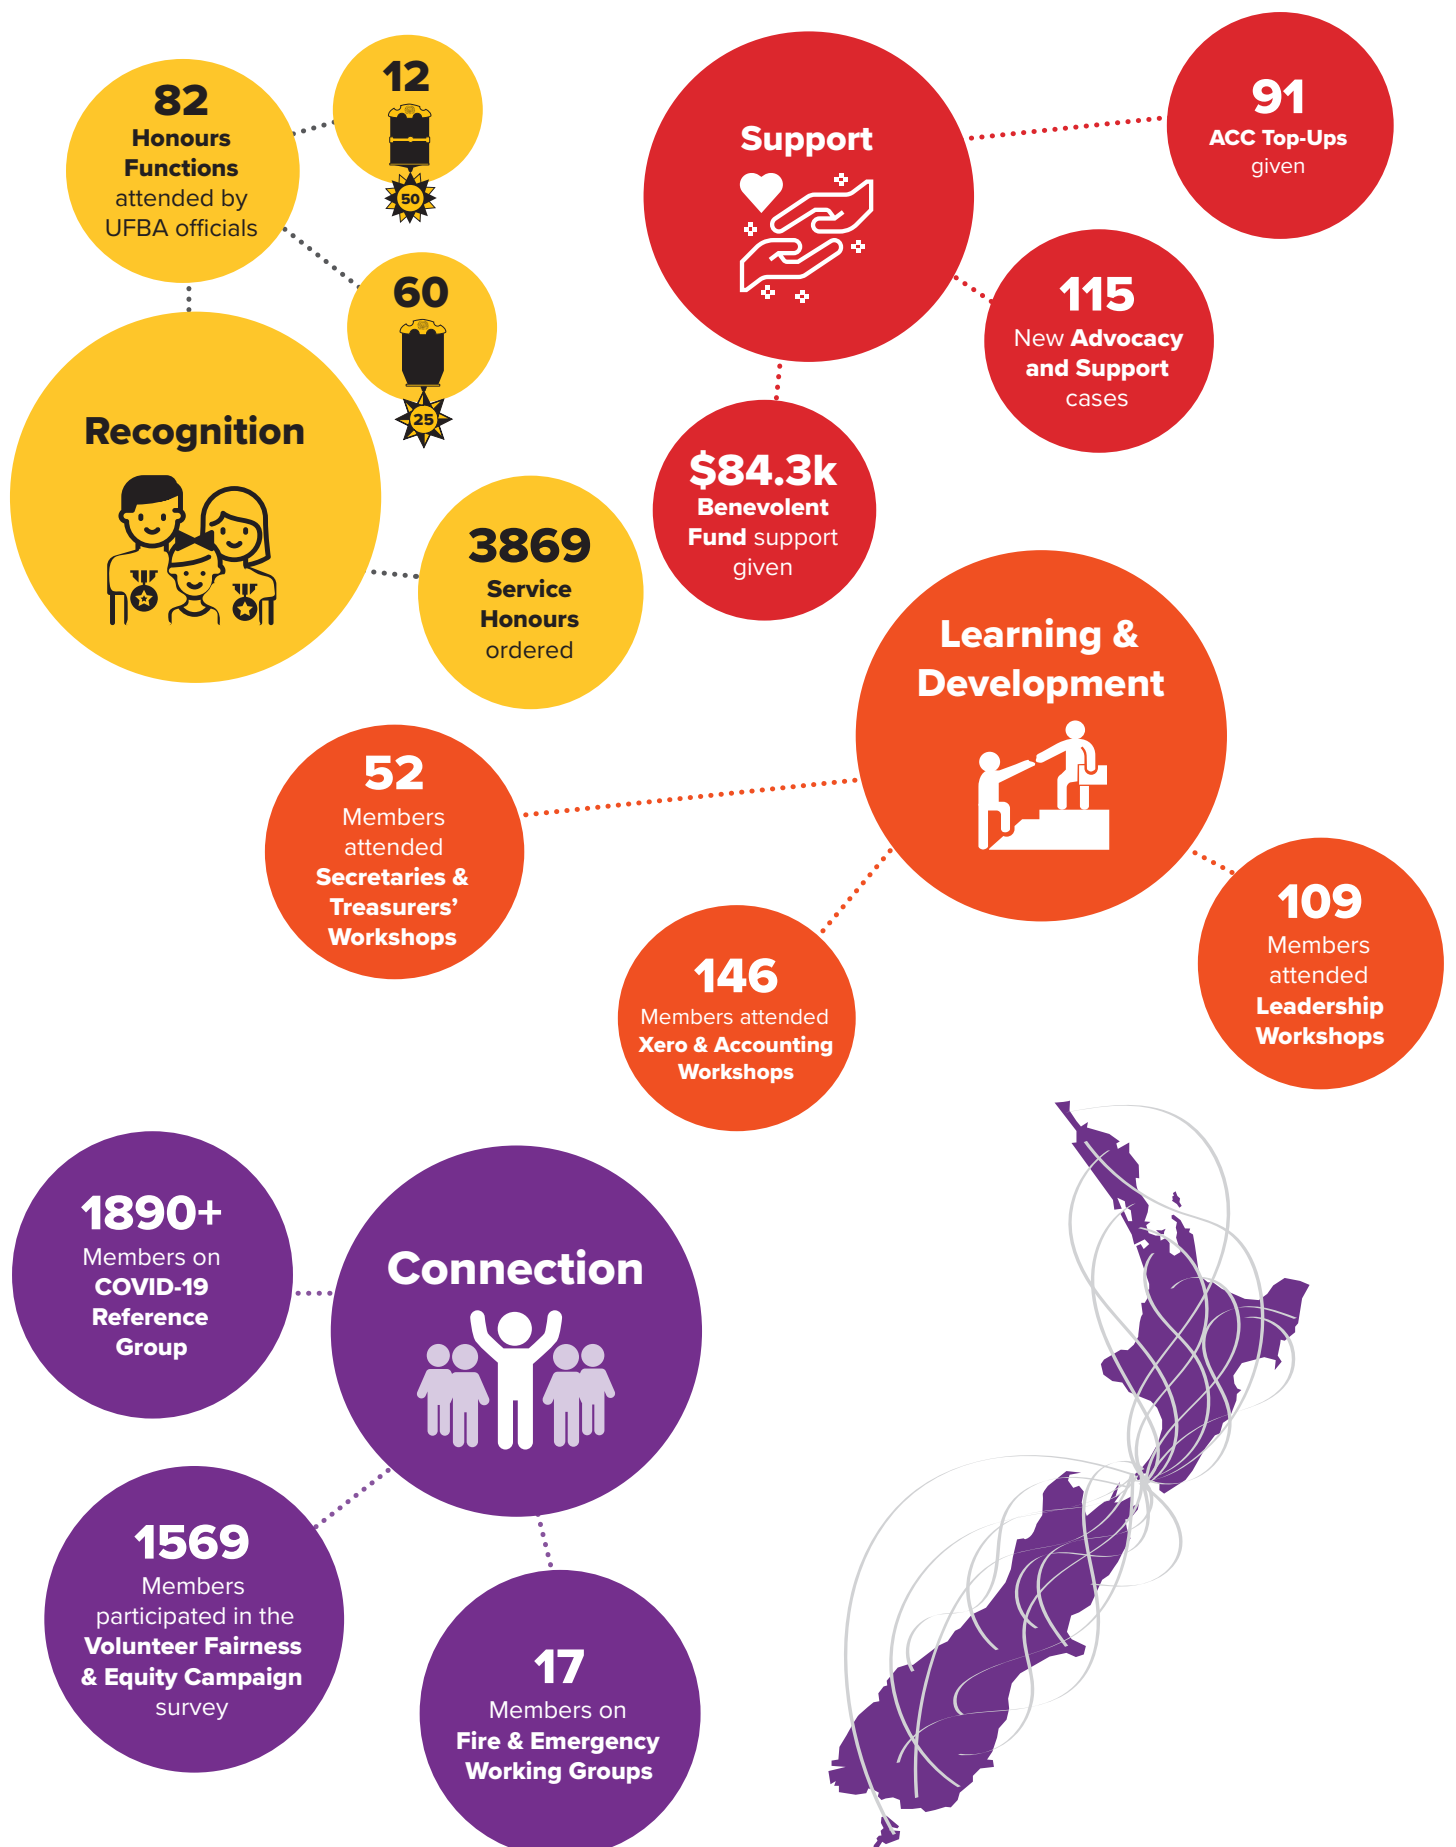 82
Honours
Functions
attended by
UFBA officials
12
50
60
25
Recognition
3869
Service
Honours
ordered
Support
91
ACC Top-Ups
given
115
New Advocacy
and Support
cases
$84.3k
Benevolent
Fund support
given
Learning &
Development
52
Members
attended
Secretaries &
Treasurers’
Workshops
146
Members attended
Xero & Accounting
Workshops
109
Members
attended
Leadership
Workshops
1890+
Members on
COVID-19
Reference
Group
Connection
1569
Members
participated in the
Volunteer Fairness
& Equity Campaign
survey
17
Members on
Fire & Emergency
Working Groups